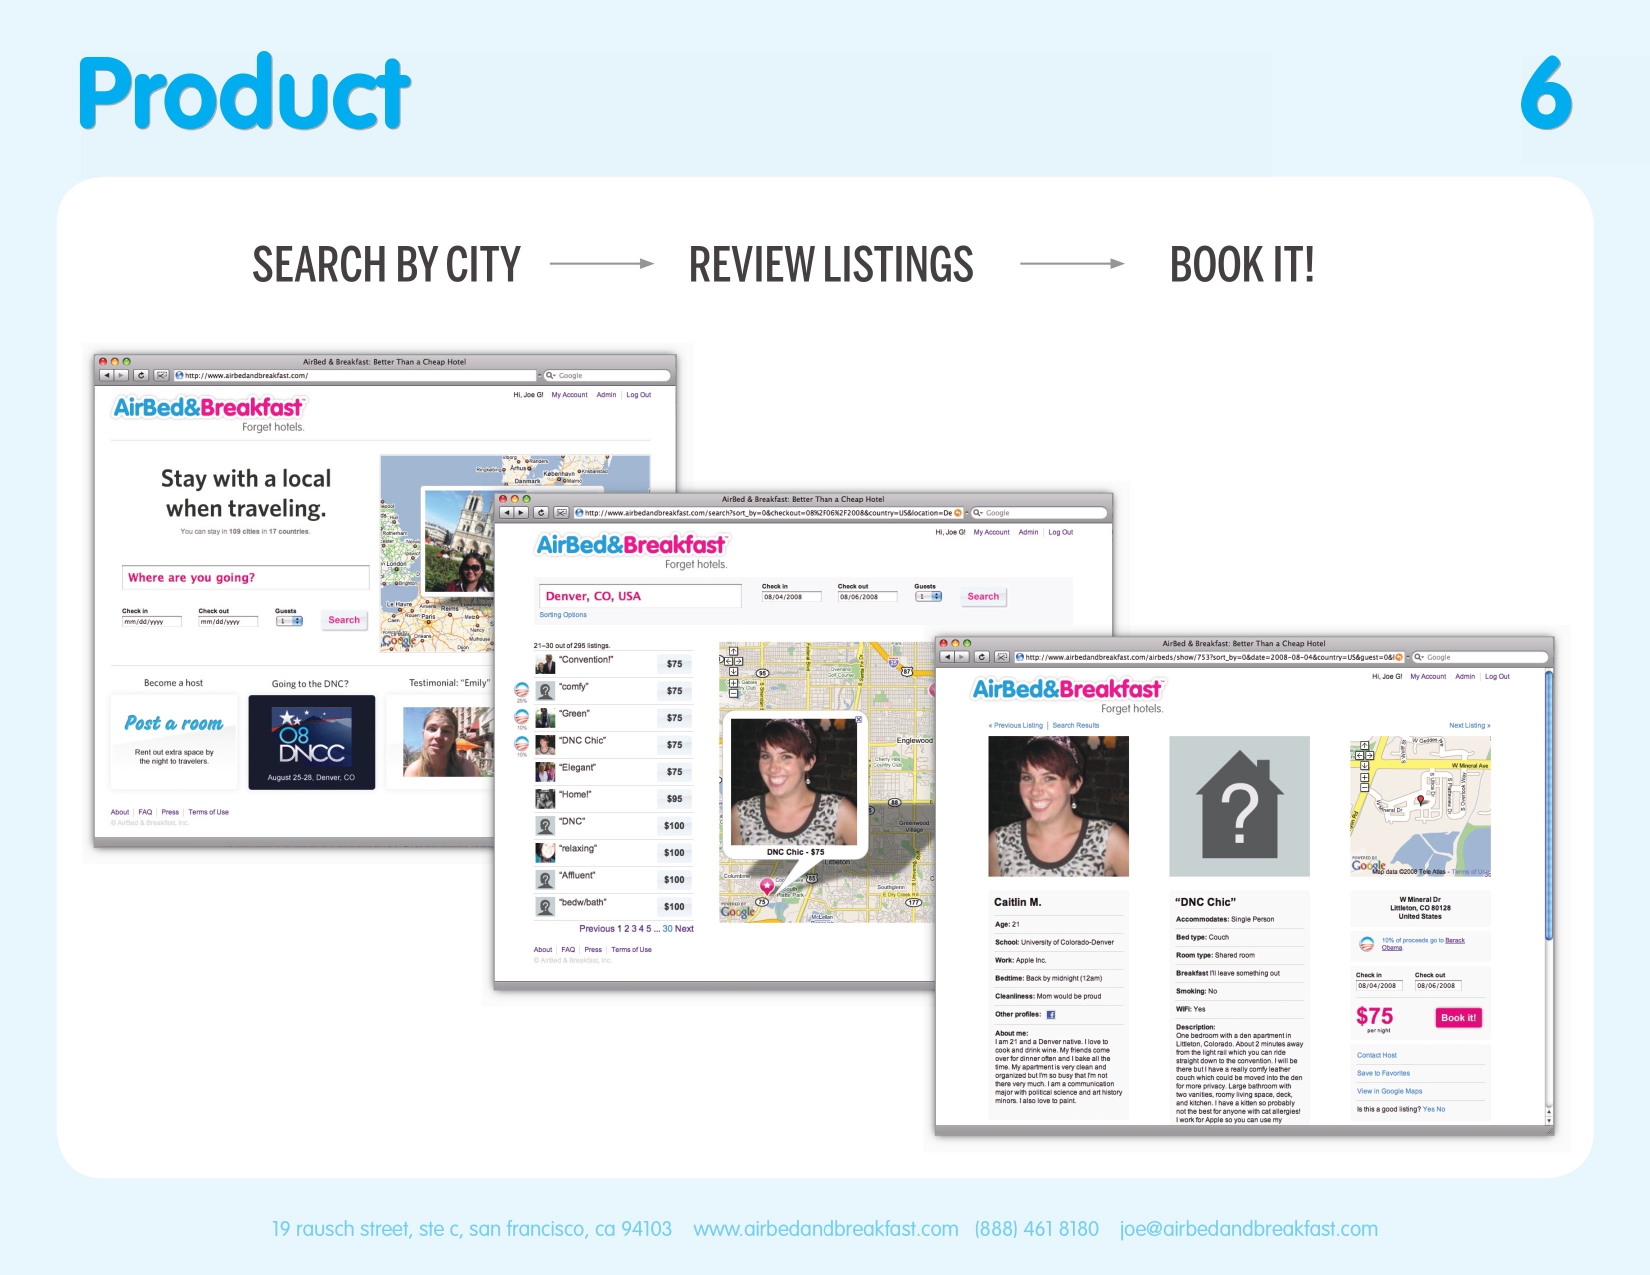 Product
6
SEARCH BY CITY
REVIEW LISTINGS
BOOK IT!
AirBed & Breakfast: Better Than a Cheap Hotel
http://www.airbedandbreakfast.com/
Google
Hi, Joe G! My Account Admin Log Out
AirBed&Breakfast
Forget hotels.
Stay with a local
when traveling.
You can stay in 109 cities in 17 countries.
Where are you going?
Check in Check out Guests
mm/dd/yyyy mm/dd/yyyy 1 Search
Become a host
Post a room
Rent out extra space by
the night to travelers.
Going to the DNC?
08
DNCC
August 25-28, Denver, CO
Testimonial: "Emily"
About FAQ Press Terms of Use
© AirBed & Breakfast, Inc.
AirBed & Breakfast: Better Than a Cheap Hotel
http://www.airbedandbreakfast.com/search?sort_by=0&checkout=08%2F06%2F2008&country=US&location=De
Google
Hi, Joe G! My Account Admin Log Out
AirBed&Breakfast
Forget hotels.
Denver, CO, USA
Check in Check out Guests
08/04/2008 08/06/2008 1 Search
Sorting Options
21–30 out of 295 listings.
"Convention!" $75
"comfy" $75
"Green" $75
"DNC Chic" $75
"Elegant" $75
"Home!" $95
"DNC" $100
"relaxing" $100
"Affluent" $100
"bedw/bath" $100
Previous 1 2 3 4 5 ... 30 Next
DNC Chic - $75
Englewood
Littleton
Google
About FAQ Press Terms of Use
© AirBed & Breakfast, Inc.
AirBed & Breakfast: Better Than a Cheap Hotel
Google
Hi, Joe G! My Account Admin Log Out
AirBed&Breakfast
Forget hotels.
« Previous Listing Search Results
Next Listing »
?
W Mineral Ave
Google
Map data ©2008 Tele Atlas - Terms of Use
Caitlin M.
Age: 21
School: University of Colorado-Denver
Work: Apple Inc.
Bedtime: Back by midnight (12am)
Cleanliness: Mom would be proud
Other profiles:
About me:
I am 21 and a Denver native. I love to
cook and drink wine. My friends come
over for dinner often and I bake all the
time. My apartment is very clean and
organized but I'm so busy that I'm not
there very much. I am a communication
major with political science and art history
minors. I also love to paint.
"DNC Chic"
Accommodates: Single Person
Bed type: Couch
Room type: Shared room
Breakfast I'll leave something out
Smoking: No
WiFi: Yes
Description:
One bedroom with a den apartment in
Littleton, Colorado. About 2 minutes away
from the light rail which you can ride
straight down to the convention. I will be
there but I have a really comfy leather
couch which could be moved into the den
for more privacy. Large bathroom with
two vanities, roomy living space, deck,
and kitchen. I have a kitten so probably
not the best for anyone with cat allergies!
I work for Apple so you can use my
W Mineral Dr
Littleton, CO 80128
United States
10% of proceeds go to Barack
Obama
Check in Check out
08/04/2008 08/06/2008
$75
per night
Book it!
Contact Host
Save to Favorites
View in Google Maps
Is this a good listing? Yes No
19 rausch street, ste c, san francisco, ca 94103 www.airbedandbreakfast.com (888) 461 8180 joe@airbedandbreakfast.com